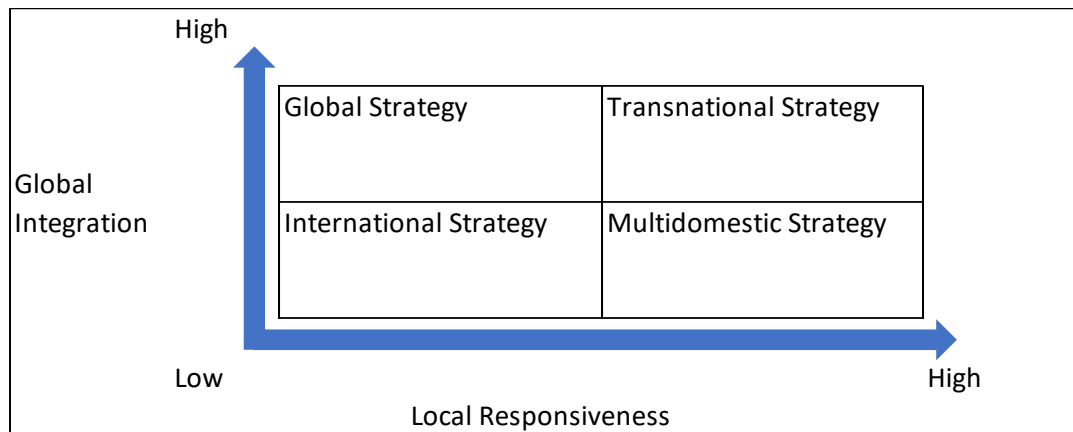 High
Global Strategy
Transnational Strategy
Global
Integration
International Strategy
Multidomestic Strategy
Low
High
Local Responsiveness